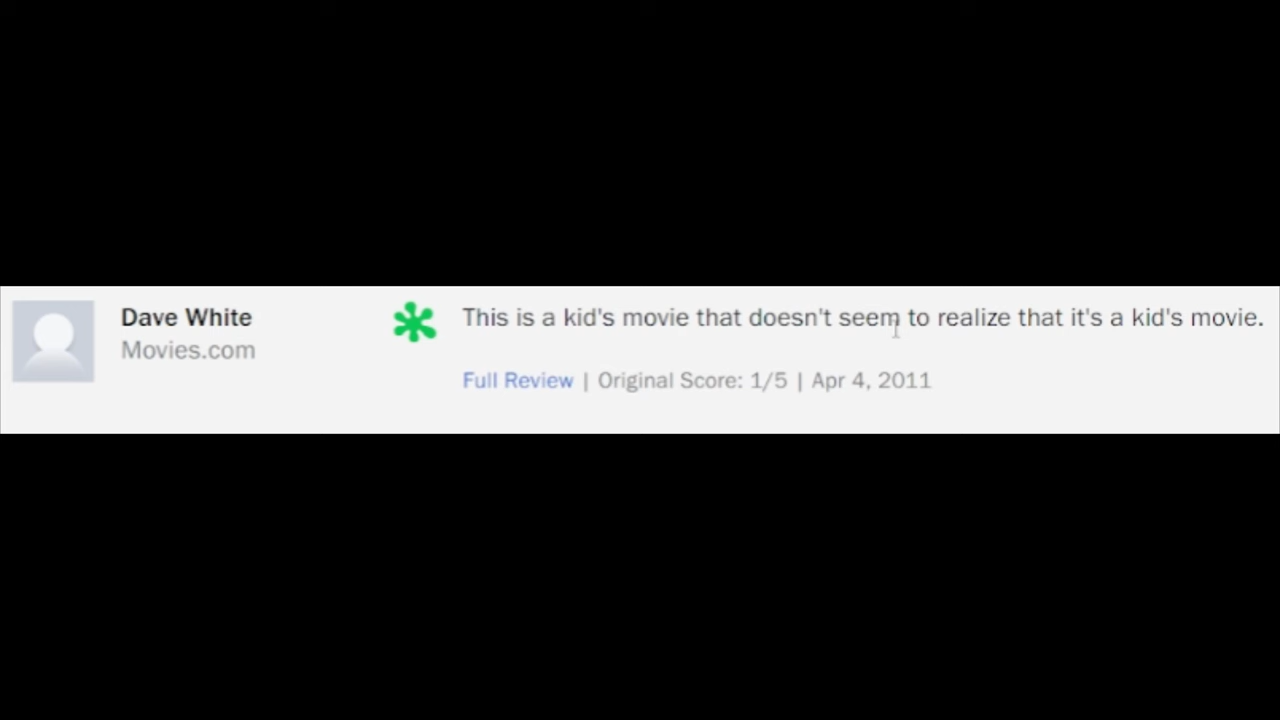 Dave White
Movies.com
This is a kid's movie that doesn't seem to realize that it's a kid's movie.
Full Review | Original Score: 1/5 | Apr 4, 2011